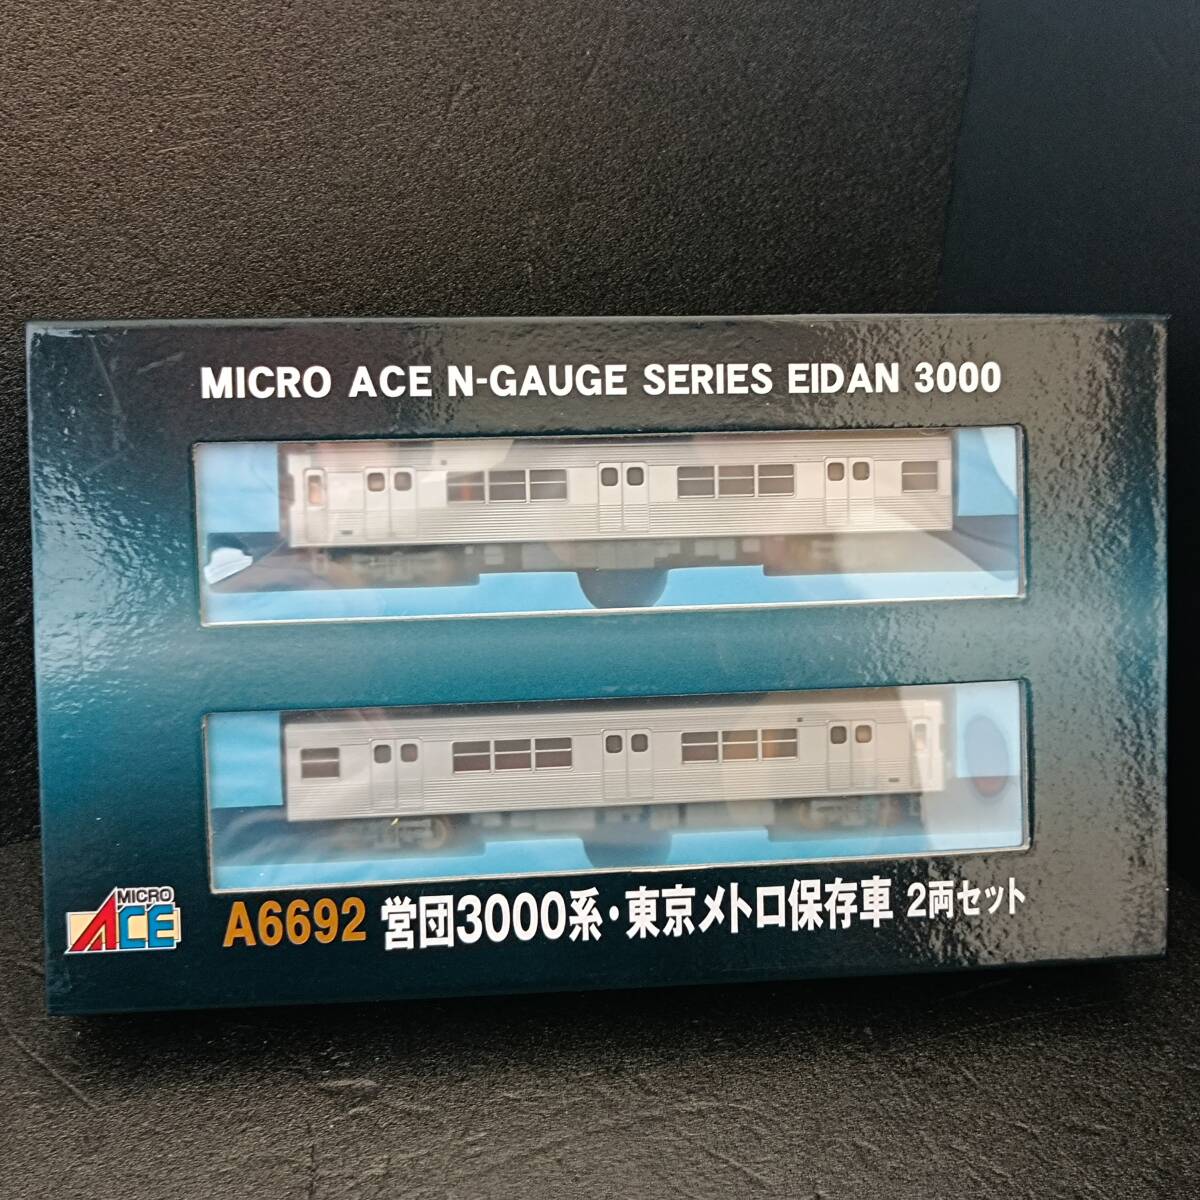 MICRO ACE N-GAUGE SERIES EIDAN 3000
MICRO
ACE
A6692 営団3000系・東京メトロ保存車 2両セット